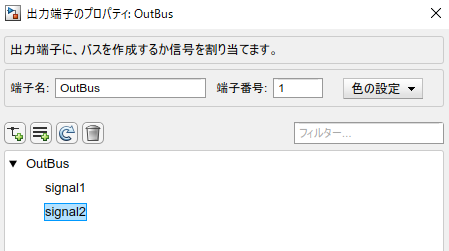 出力端子のプロパティ: OutBus
出力端子に、バスを作成するか信号を割り当てます。
端子名: OutBus 端子番号: 1 色の設定
フィルター...
OutBus
signal1
signal2